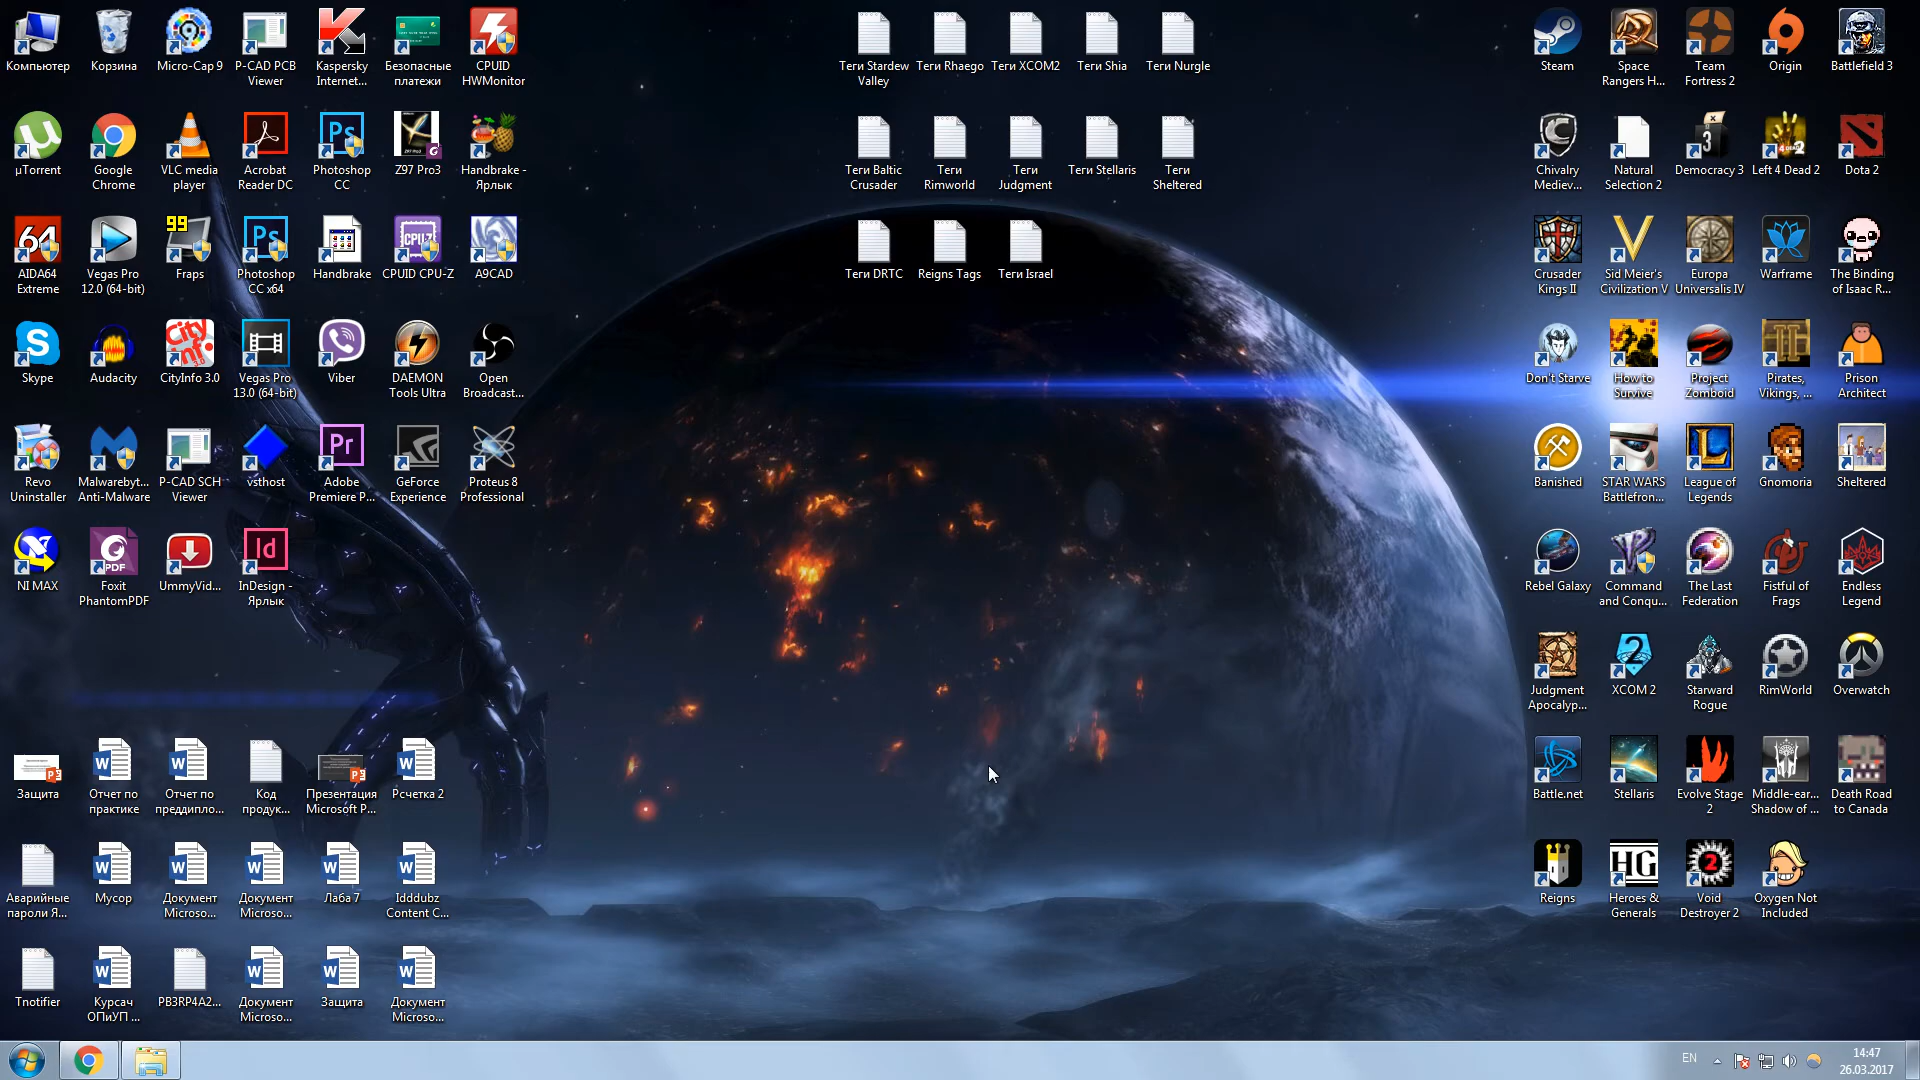 Компьютер
Корзина
Micro-Cap 9
P-CAD PCB
Viewer
Kaspersky
Internet...
Безопасные
платежи
CPUID
HWMonitor
Теги Stardew
Valley
Теги Rhaego
Теги XCOM2
Теги Shia
Теги Nurgle
Steam
Space
Rangers H...
Team
Fortress 2
Origin
Battlefield 3
µTorrent
Google
Chrome
VLC media
player
Acrobat
Reader DC
Photoshop
CC
Z97 Pro3
Handbrake -
Ярлык
Теги Baltic
Crusader
Теги
Rimworld
Теги
Judgment
Теги Stellaris
Теги
Sheltered
Chivalry
Mediev...
Natural
Selection 2
Democracy 3
Left 4 Dead 2
Dota 2
AIDA64
Extreme
Vegas Pro
12.0 (64-bit)
Fraps
Photoshop
CC x64
Handbrake
CPUID CPU-Z
A9CAD
Теги DRTC
Reigns Tags
Теги Israel
Crusader
Kings II
Sid Meier's
Civilization V
Europa
Universalis IV
Warframe
The Binding
of Isaac R...
Skype
Audacity
CityInfo 3.0
Vegas Pro
13.0 (64-bit)
Viber
DAEMON
Tools Ultra
Open
Broadcast...
Don't Starve
How to
Survive
Project
Zomboid
Pirates,
Vikings, ...
Prison
Architect
Revo
Uninstaller
Malwarebyt...
Anti-Malware
P-CAD SCH
Viewer
vsthost
Adobe
Premiere P...
GeForce
Experience
Proteus 8
Professional
Banished
STAR WARS
Battlefron...
League of
Legends
Gnomoria
Sheltered
NI MAX
Foxit
PhantomPDF
UmmyVid...
InDesign -
Ярлык
Rebel Galaxy
Command
and Conqu...
The Last
Federation
Fistful of
Frags
Endless
Legend
Judgment
Apocalyp...
XCOM 2
Starward
Rogue
RimWorld
Overwatch
Защита
Отчет по
практике
Отчет по
преддипло...
Код
продук...
Презентация
Microsoft P...
Рсчетка 2
Battle.net
Stellaris
Evolve Stage
2
Middle-ear...
Shadow of ...
Death Road
to Canada
Аварийные
пароли Я...
Мусор
Документ
Microso...
Документ
Microso...
Лаба 7
Idddubz
Content C...
Reigns
Heroes &
Generals
Void
Destroyer 2
Oxygen Not
Included
Tnotifier
Курсач
ОПиУП ...
PB3RP4A2...
Документ
Microso...
Защита
Документ
Microso...
EN
14:47
26.03.2017